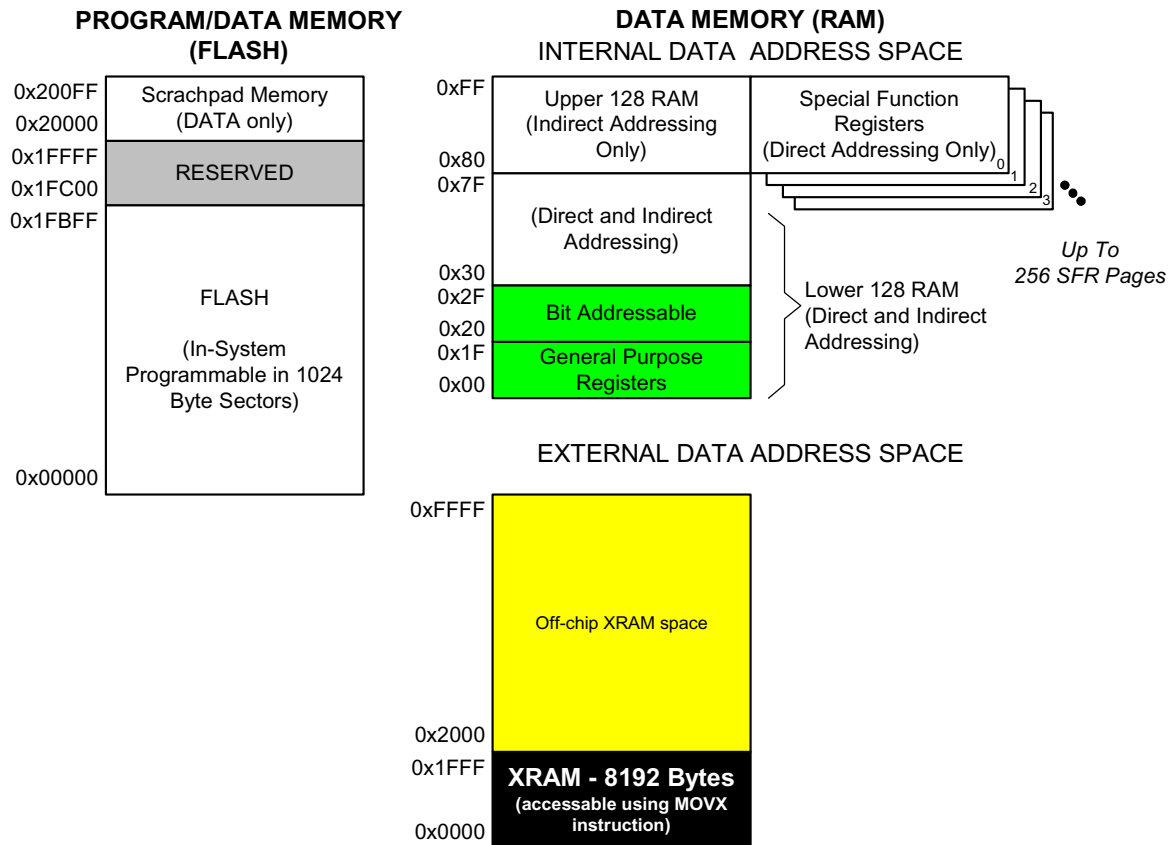 PROGRAM/DATA MEMORY
(FLASH)
0x200FF
0x20000
Scrachpad Memory
(DATA only)
0x1FFFF
0x1FC00
RESERVED
0x1FBFF
FLASH
(In-System
Programmable in 1024
Byte Sectors)
0x00000
DATA MEMORY (RAM)
INTERNAL DATA ADDRESS SPACE
0xFF
0x80
Upper 128 RAM
(Indirect Addressing
Only)
Special Function
Registers
(Direct Addressing Only)
0
1
2
3
Up To
256 SFR Pages
0x7F
(Direct and Indirect
Addressing)
0x30
0x2F
Bit Addressable
0x20
0x1F
General Purpose
Registers
0x00
Lower 128 RAM
(Direct and Indirect
Addressing)
EXTERNAL DATA ADDRESS SPACE
0xFFFF
Off-chip XRAM space
0x2000
0x1FFF
XRAM - 8192 Bytes
(accessable using MOVX
instruction)
0x0000